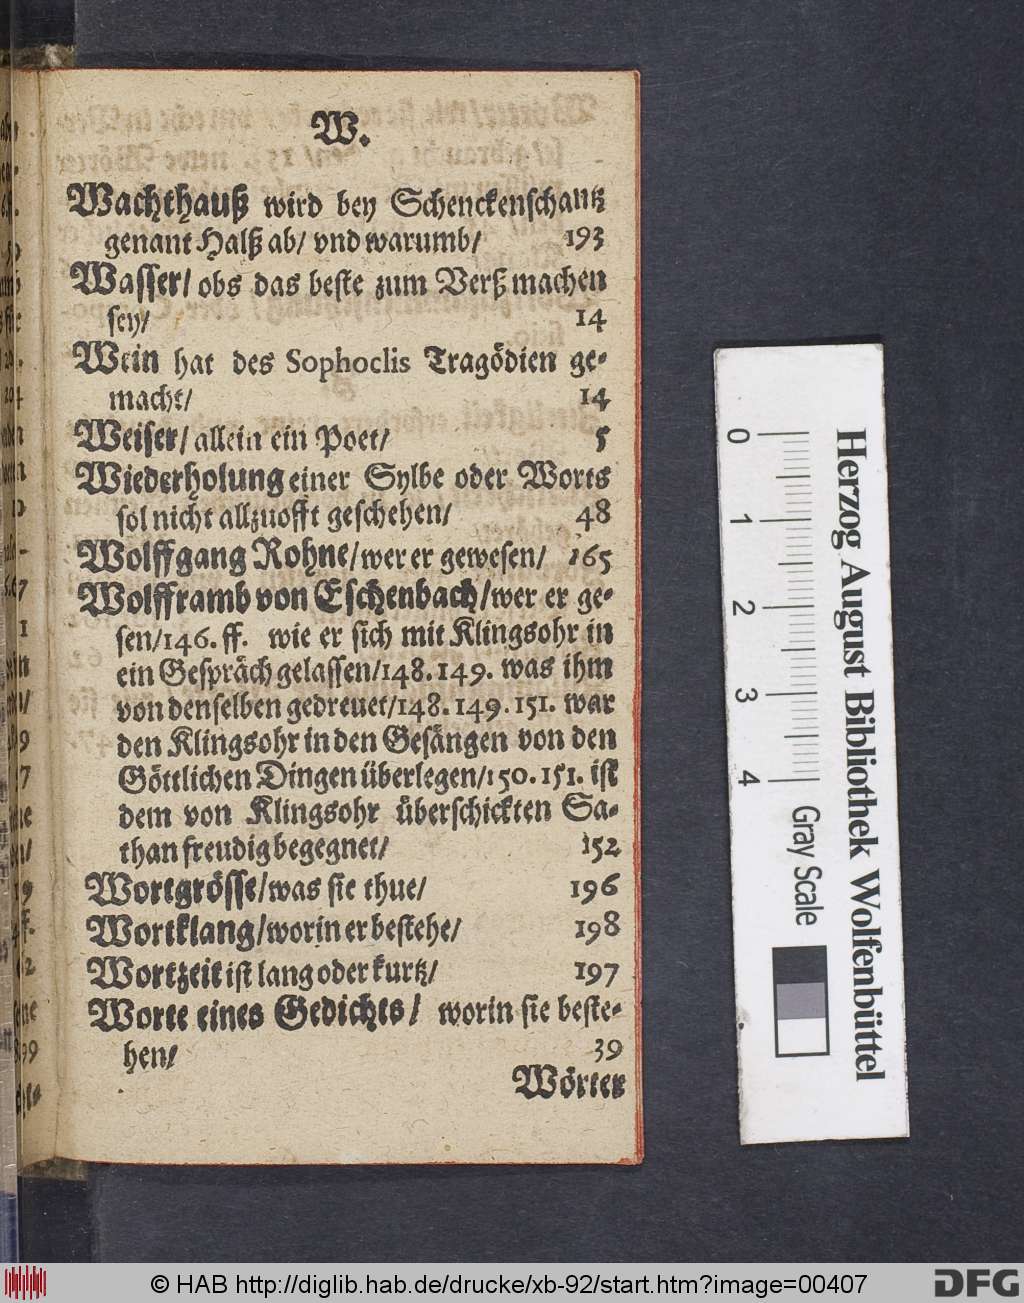 W.
Wachthauß wird bey Schenckenschantz
genant Halß ab/ vnd warumb/ 193
Wasser/ obs das beste zum Verß machen
sey/ 14
Wein hat des Sophoclis Tragödien ge-
macht/ 14
Weiser/ allein ein Poet/ 5
Wiederholung einer Sylbe oder Worts
sol nicht allzuofft geschehen/ 48
Wolffgang Rohne/wer er gewesen/ 165
Wolfframb von Eschenbach/wer er ge-
sen/146. ff. wie er sich mit Klingsohr in
ein Gespräch gelassen/148. 149. was ihm
von denselben gedreuet/148. 149. 151. war
den Klingsohr in den Gesängen von den
Göttlichen Dingen überlegen/150. 151. ist
dem von Klingsohr überschickten Sa-
than freudig begegnet/ 152
Wortgrösse/was sie thue/ 196
Wortklang/worin er bestehe/ 198
Wortzeit ist lang oder kurtz/ 197
Worte eines Gedichts/ worin sie beste-
hen/ 39
Wörter
0 1 2 3 4
Gray Scale
Herzog August Bibliothek Wolfenbüttel
© HAB http://diglib.hab.de/drucke/xb-92/start.htm?image=00407
DFG